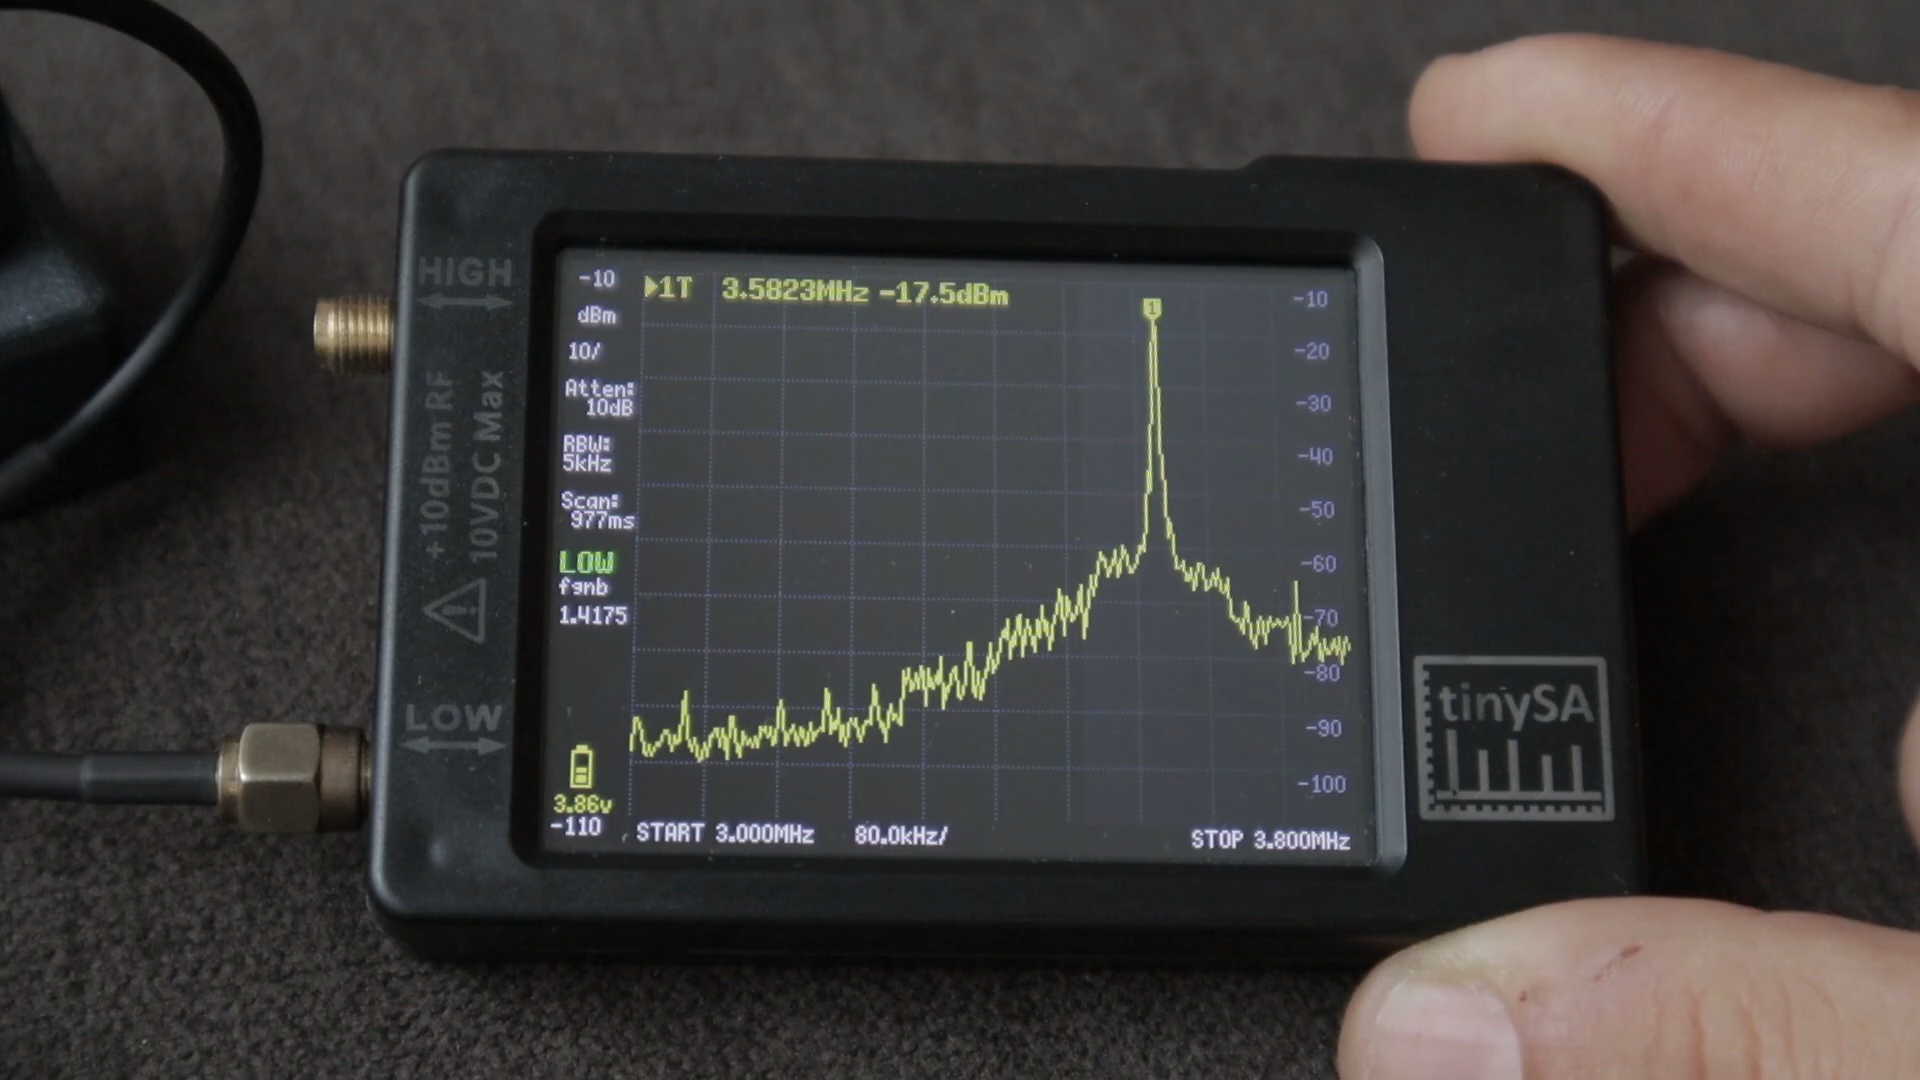 HIGH
+10dBm RF
10VDC Max
LOW
-10
dBm
10/
Atten:
10dB
RBW:
5kHz
Scan:
977ms
LOW
fgnb
1.4175
3.86v
-110
1T 3.5823MHz -17.5dBm
1
-10
-20
-30
-40
-50
-60
-70
-80
-90
-100
START 3.000MHz 80.0kHz/ STOP 3.800MHz
tinySA